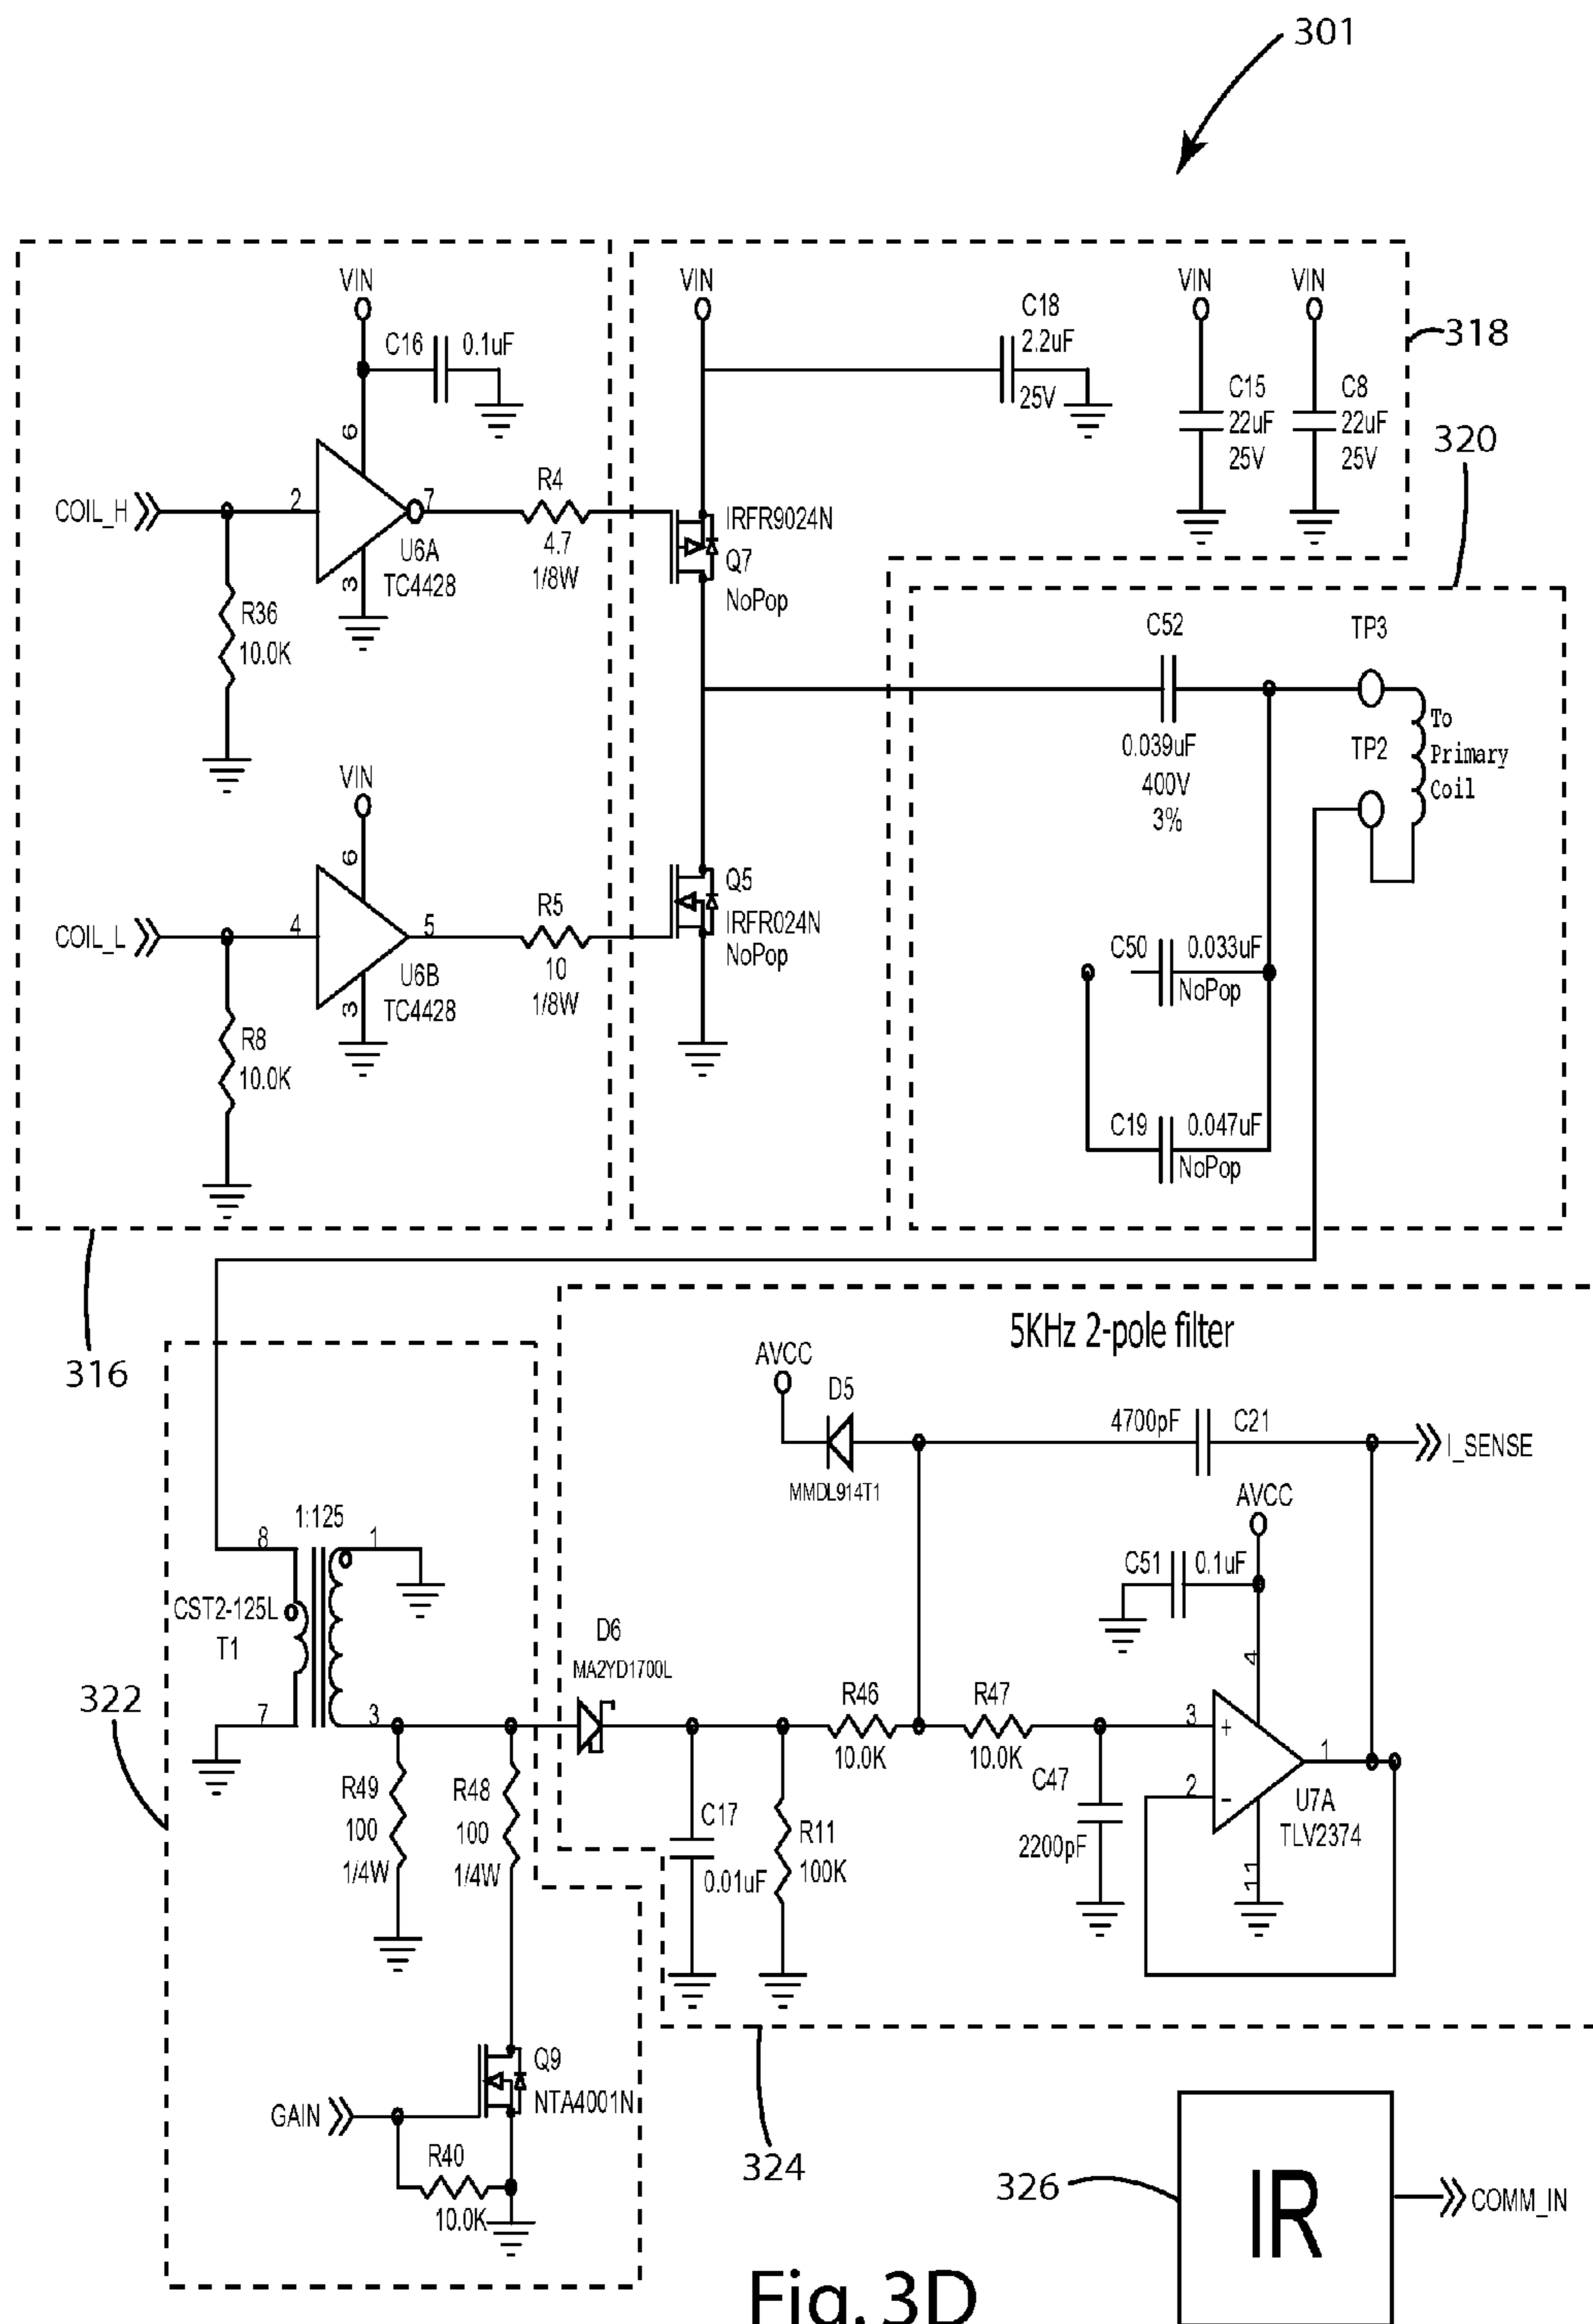 301
VIN
C16 0.1uF
6
COIL_H
2
7
U6A
TC4428
3
R36
10.0K
R4
4.7
1/8W
VIN
C18
2.2uF
25V
IRFR9024N
Q7
NoPop
VIN
C15
22uF
25V
VIN
C8
22uF
25V
318
320
VIN
6
COIL_L
4
5
U6B
TC4428
3
R8
10.0K
R5
10
1/8W
Q5
IRFR024N
NoPop
C52
0.039uF
400V
3%
TP3
TP2
To
Primary
Coil
C50 0.033uF
NoPop
C19 0.047uF
NoPop
316
5KHz 2-pole filter
AVCC
D5
MMDL914T1
4700pF C21
I_SENSE
AVCC
C51 0.1uF
1:125
8
1
CST2-125L
T1
7
3
322
D6
MA2YD1700L
R49
100
1/4W
R48
100
1/4W
C17
0.01uF
R11
100K
R46
10.0K
R47
10.0K
C47
2200pF
4
3
+
2
-
1
U7A
TLV2374
11
Q9
NTA4001N
GAIN
R40
10.0K
324
326
IR
COMM_IN
Fig. 3D